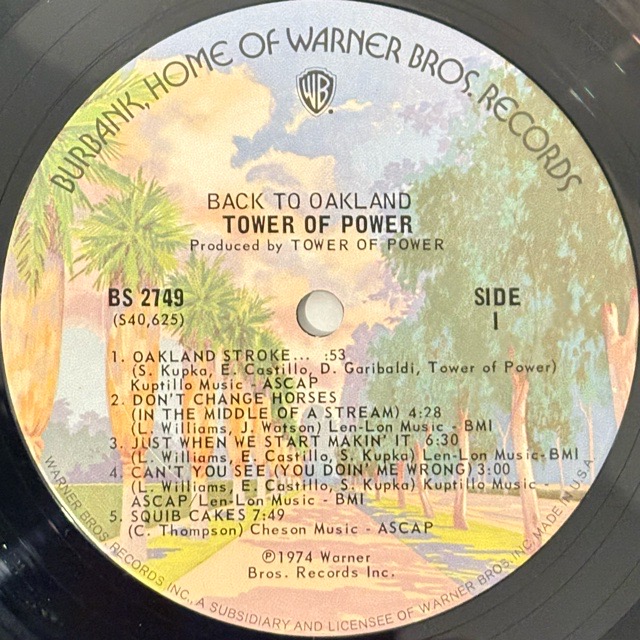 BURBANK, HOME OF WARNER BROS. RECORDS
WB
BACK TO OAKLAND
TOWER OF POWER
Produced by TOWER OF POWER
BS 2749
(S40,625)
SIDE
1
1. OAKLAND STROKE... :53
(S. Kupka, E. Castillo, D. Garibaldi, Tower of Power)
Kuptillo Music - ASCAP
2. DON'T CHANGE HORSES
(IN THE MIDDLE OF A STREAM) 4:28
(L. Williams, J. Watson) Len-Lon Music - BMI
3. JUST WHEN WE START MAKIN' IT 6:30
(L. Williams, E. Castillo, S. Kupka) Len-Lon Music - BMI
4. CAN'T YOU SEE (YOU DOIN' ME WRONG) 3:00
(L. Williams, E. Castillo, S. Kupka) Kuptillo Music -
ASCAP/Len-Lon Music - BMI
5. SQUIB CAKES 7:49
(C. Thompson) Cheson Music - ASCAP
℗1974 Warner
Bros. Records Inc.
WARNER BROS. RECORDS INC., A SUBSIDIARY AND LICENSEE OF WARNER BROS. INC. MADE IN U.S.A.